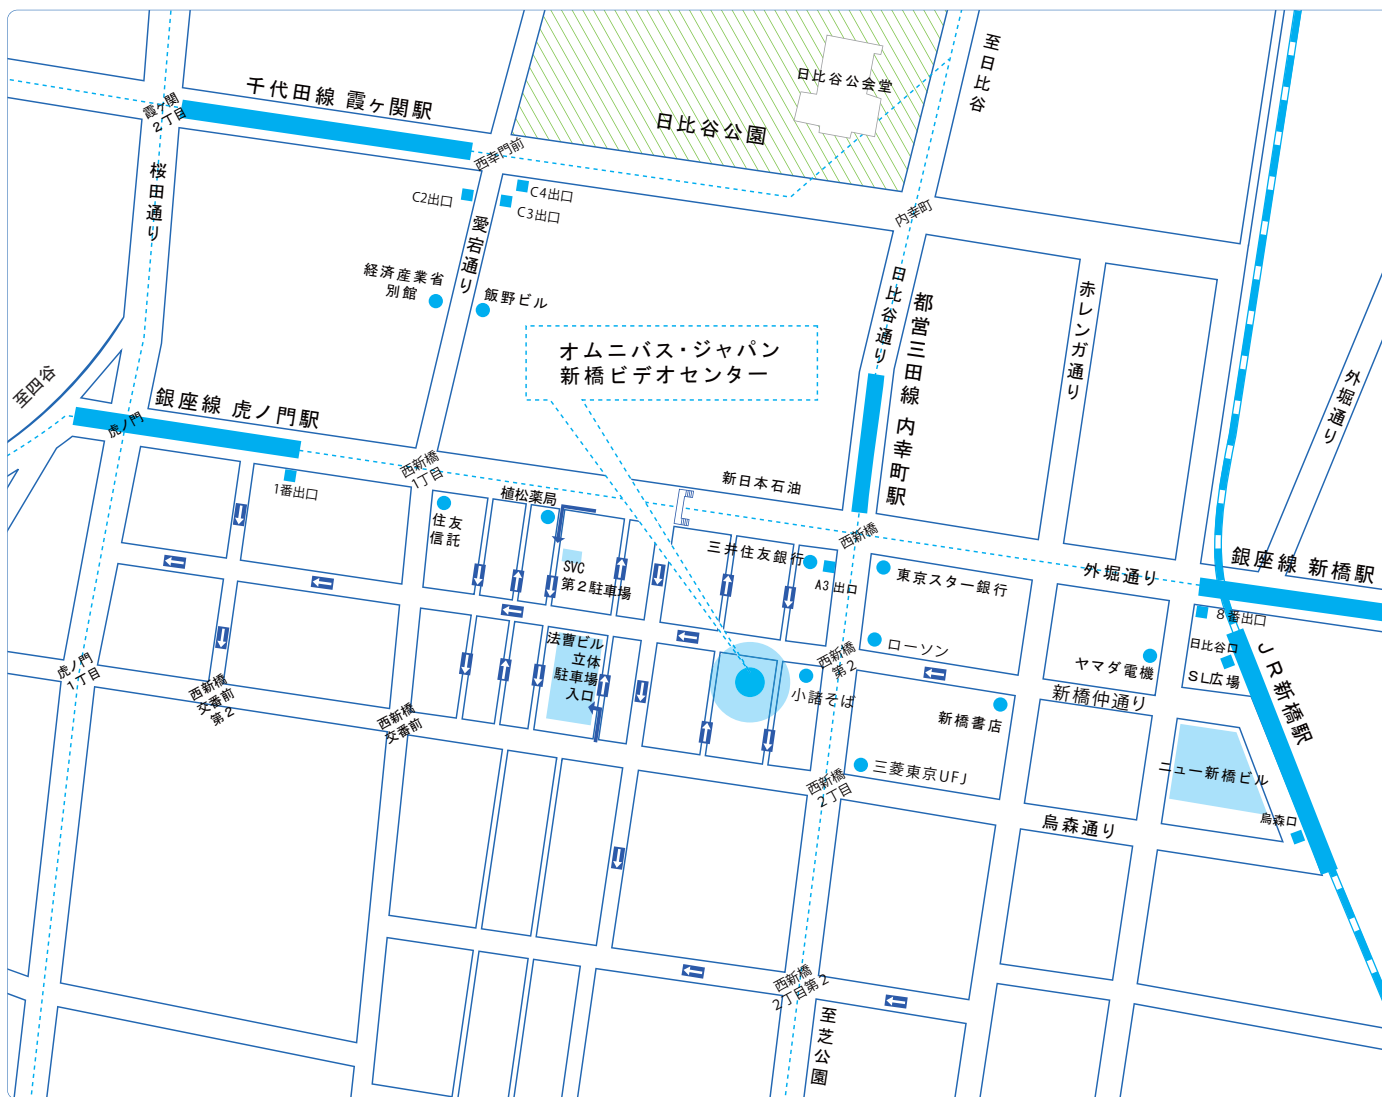 至日比谷
日比谷公会堂
千代田線 霞ヶ関駅
霞ヶ関
2丁目
日比谷公園
西幸門前
桜田通り
C2出口
C4出口
C3出口
内幸町
愛宕通り
経済産業省
別館
飯野ビル
日比谷通り
都営三田線 内幸町駅
赤レンガ通り
外堀通り
オムニバス・ジャパン
新橋ビデオセンター
至四谷
銀座線 虎ノ門駅
虎ノ門
西新橋
1丁目
1番出口
新日本石油
植松薬局
住友
信託
西新橋
三井住友銀行
A3出口
SVC
第2駐車場
東京スター銀行
外堀通り
銀座線 新橋駅
8番出口
法曹ビル
立体
駐車場
入口
西新橋
第2
ローソン
日比谷口
JR新橋駅
ヤマダ電機
SL広場
虎ノ門
1丁目
西新橋
交番前
第2
西新橋
交番前
小諸そば
新橋仲通り
新橋書店
三菱東京UFJ
西新橋
2丁目
ニュー新橋ビル
烏森口
烏森通り
西新橋
2丁目第2
至芝公園